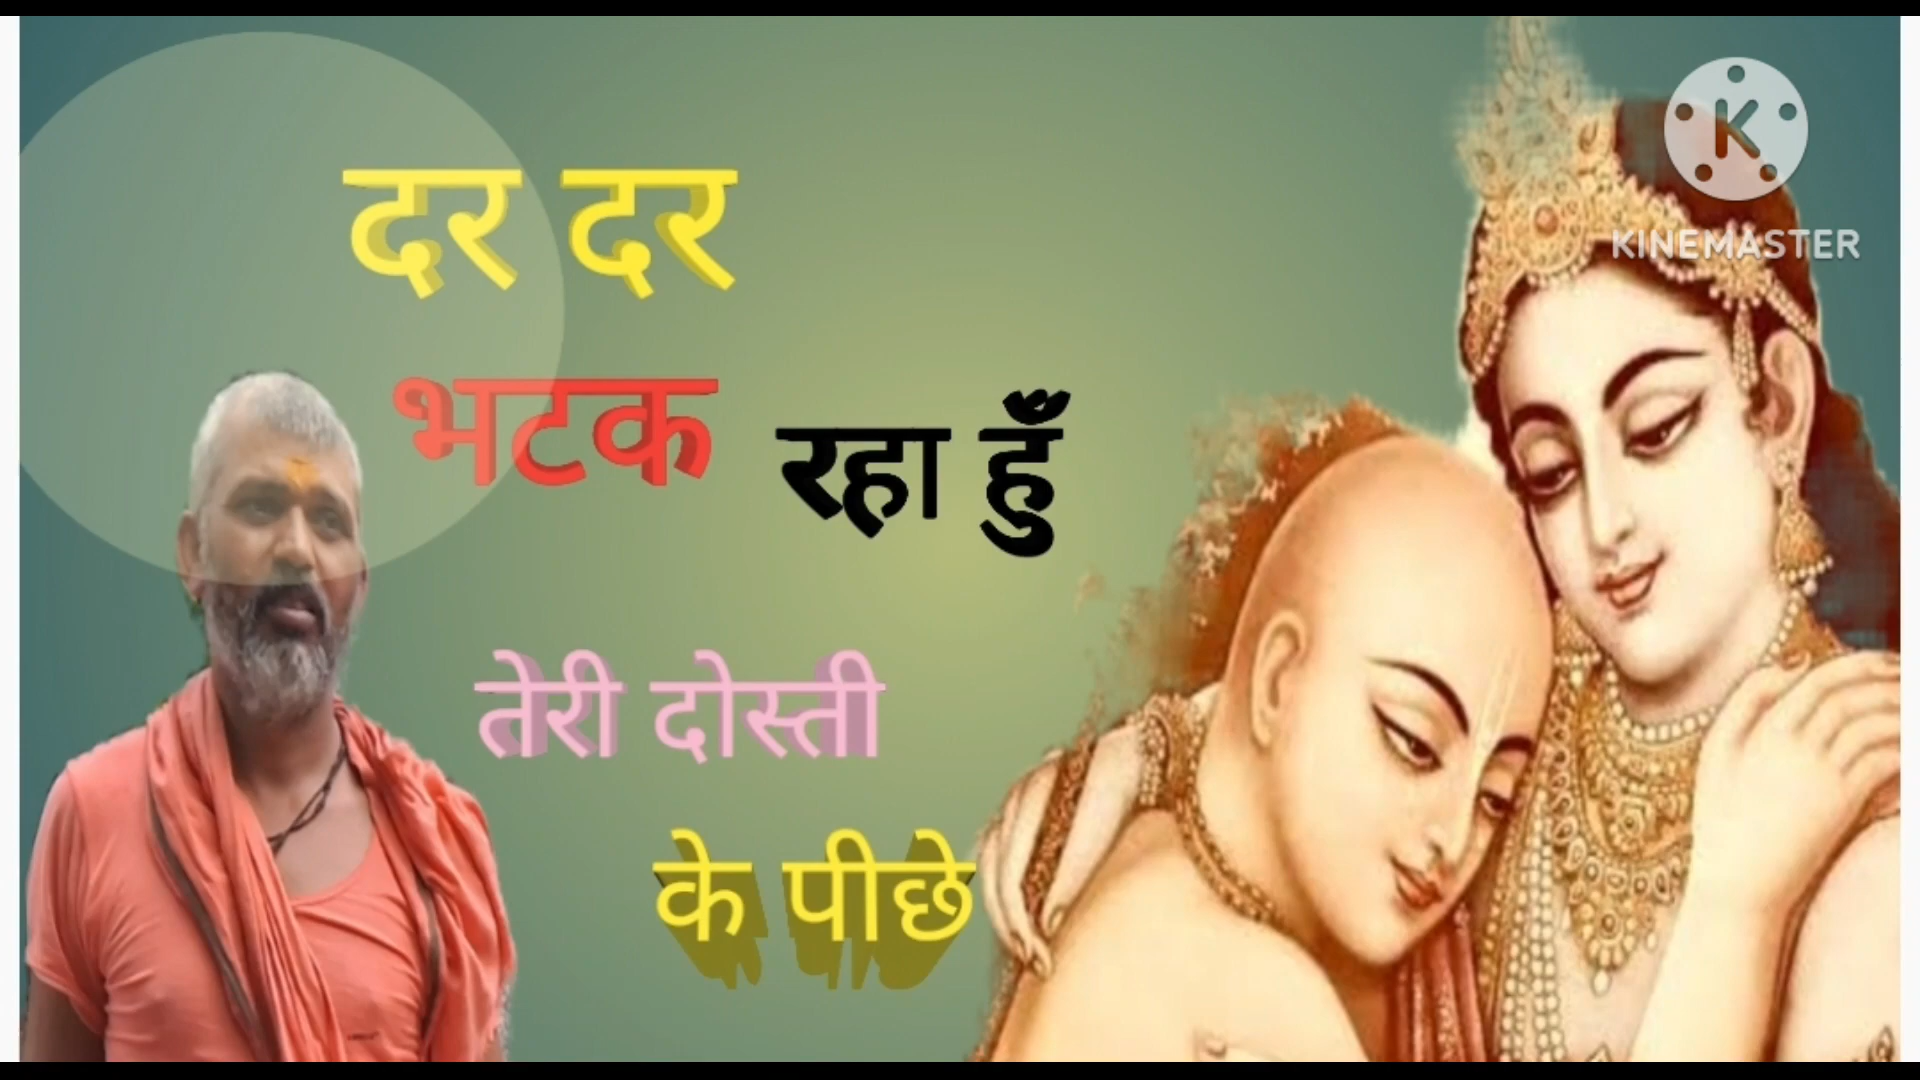 दर दर
भटक रहा हुँ
तेरी दोस्ती
के पीछे
K
KINEMASTER